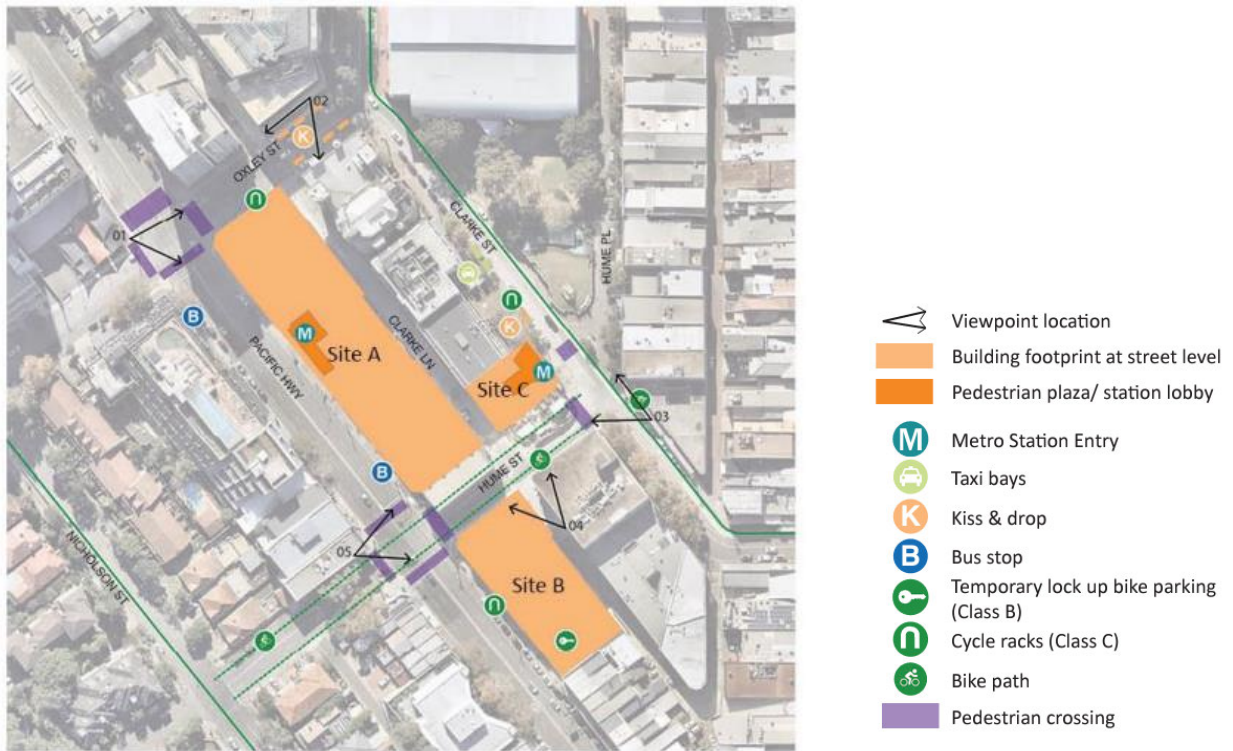 02
K
OXLEY ST
01
CLARKE ST
HUME PL
B
M
Site A
PACIFIC HWY
CLARKE LN
K
Site C
M
03
B
HUME ST
04
05
NICHOLSON ST
Site B
Viewpoint location
Building footprint at street level
Pedestrian plaza/ station lobby
M Metro Station Entry
Taxi bays
K Kiss & drop
B Bus stop
Temporary lock up bike parking
(Class B)
Cycle racks (Class C)
Bike path
Pedestrian crossing